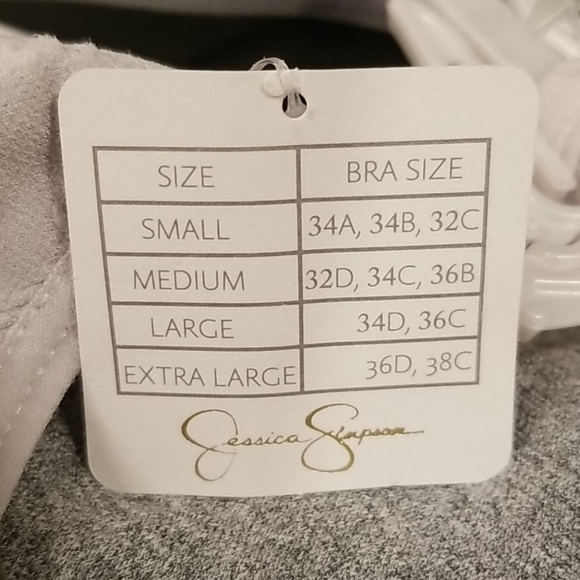 SIZE BRA SIZE
SMALL 34A, 34B, 32C
MEDIUM 32D, 34C, 36B
LARGE 34D, 36C
EXTRA LARGE 36D, 38C
Jessica Simpson